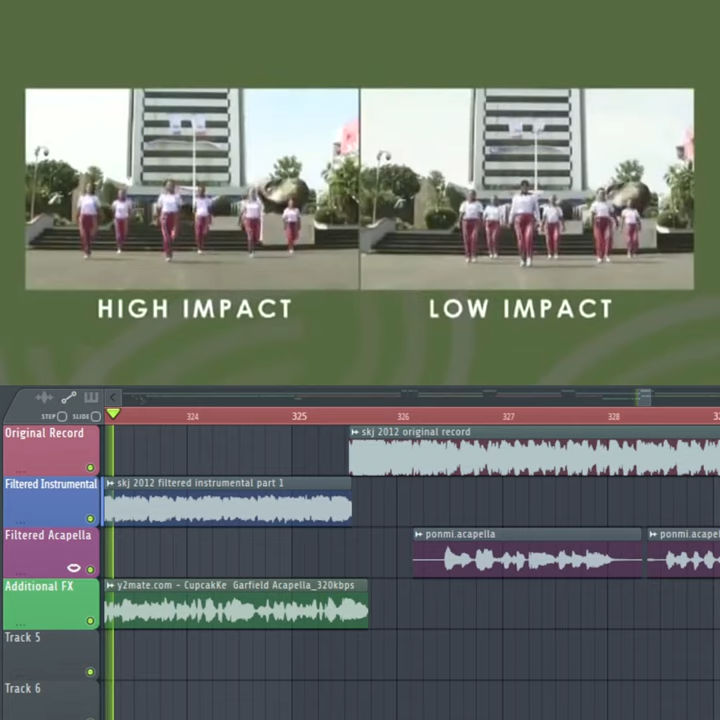 HIGH IMPACT
LOW IMPACT
STEP
SLIDE
324
325
326
327
328
Original Record
skj 2012 original record
Filtered Instrumental
skj 2012 filtered instrumental part 1
Filtered Acapella
ponmi.acapella
ponmi.acapel
Additional FX
y2mate.com - CupcakKe Garfield Acapella_320kbps
Track 5
Track 6